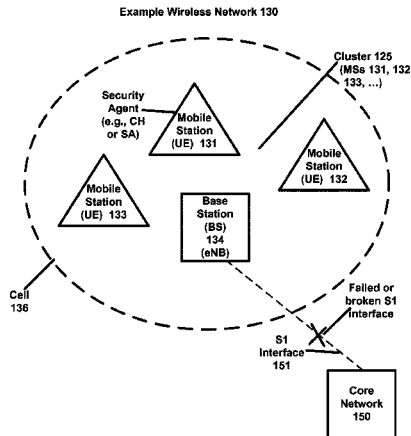 Example Wireless Network 130
Cluster 125
(MSs 131, 132
133, ...)
Security
Agent
(e.g., CH
or SA)
Mobile
Station
(UE) 131
Mobile
Station
(UE) 132
Mobile
Station
(UE) 133
Base
Station
(BS)
134
(eNB)
Cell
136
Failed or
broken S1
interface
S1
Interface
151
Core
Network
150